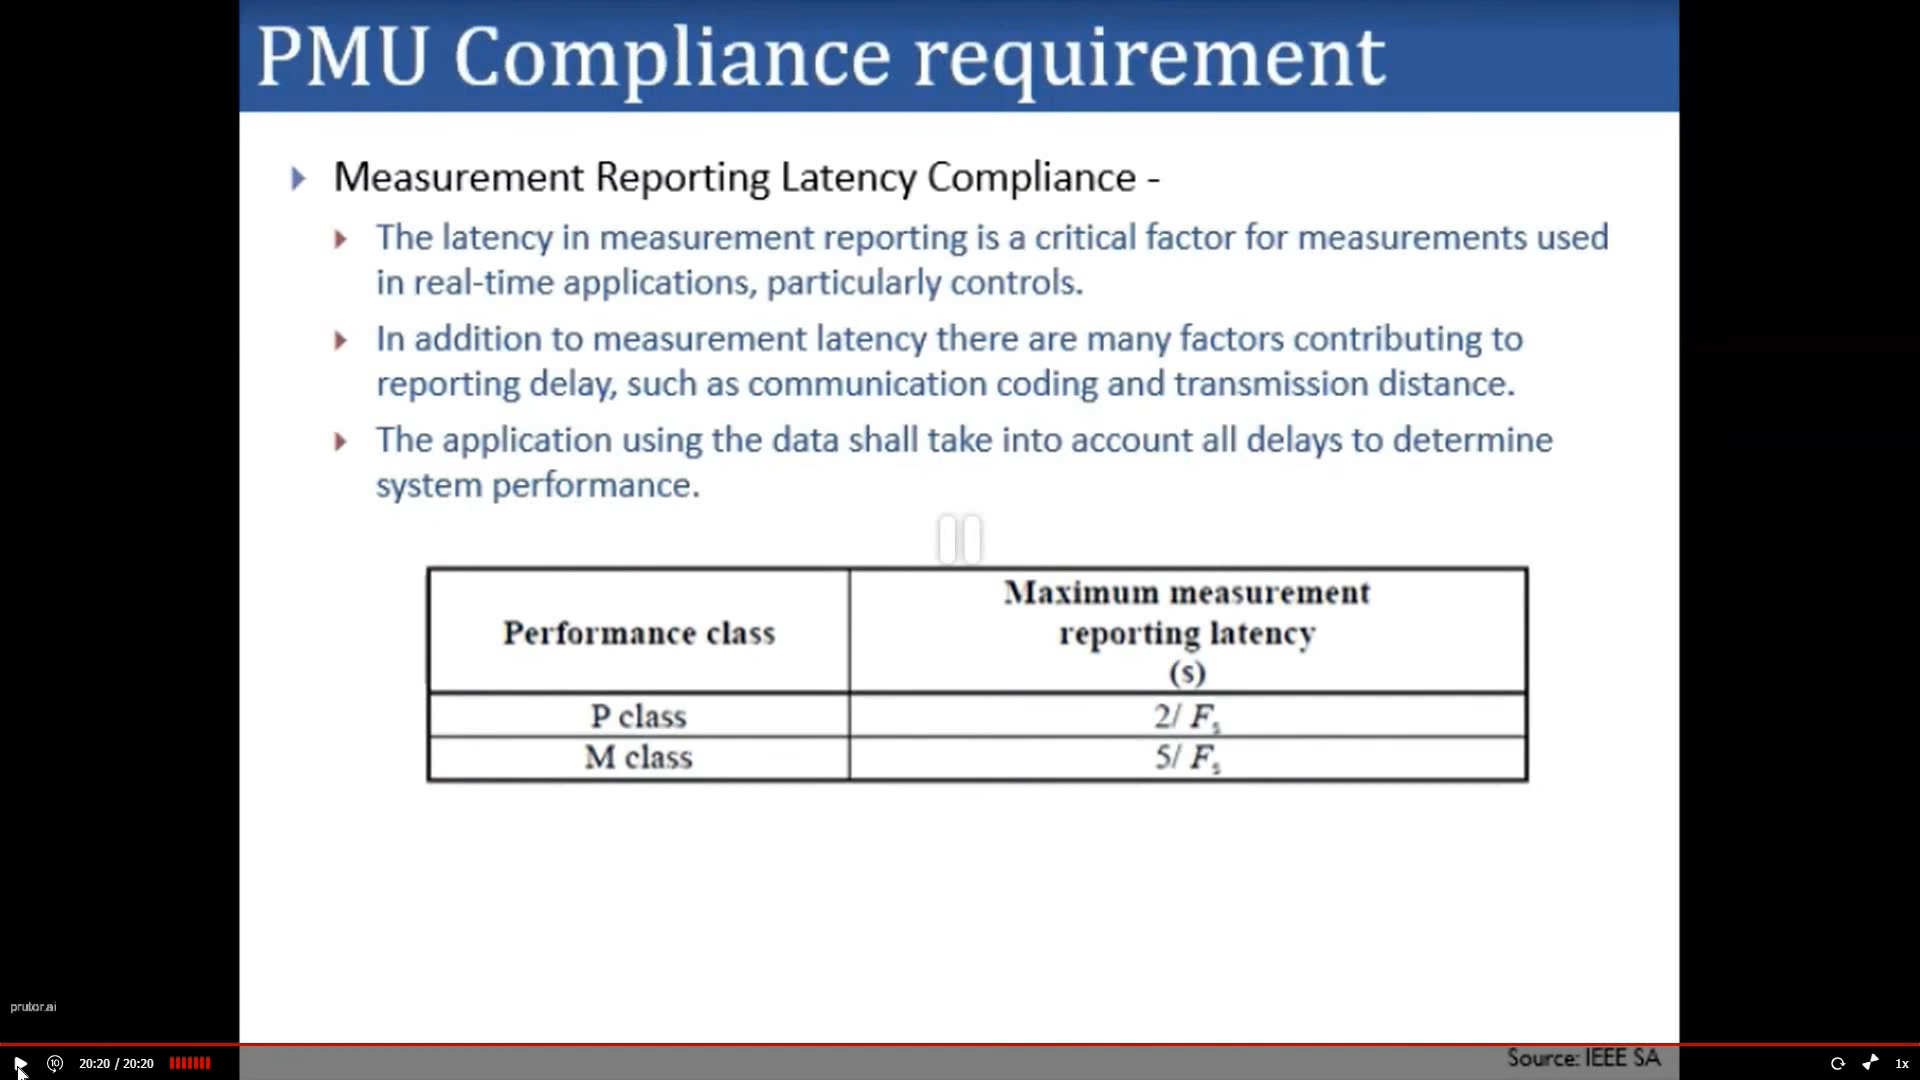 PMU Compliance requirement
Measurement Reporting Latency Compliance -
The latency in measurement reporting is a critical factor for measurements used
in real-time applications, particularly controls.
In addition to measurement latency there are many factors contributing to
reporting delay, such as communication coding and transmission distance.
The application using the data shall take into account all delays to determine
system performance.
Performance class
Maximum measurement
reporting latency
(s)
P class
2/ Fs
M class
5/ Fs
prutor.ai
Source: IEEE SA
10
20:20 / 20:20
1x